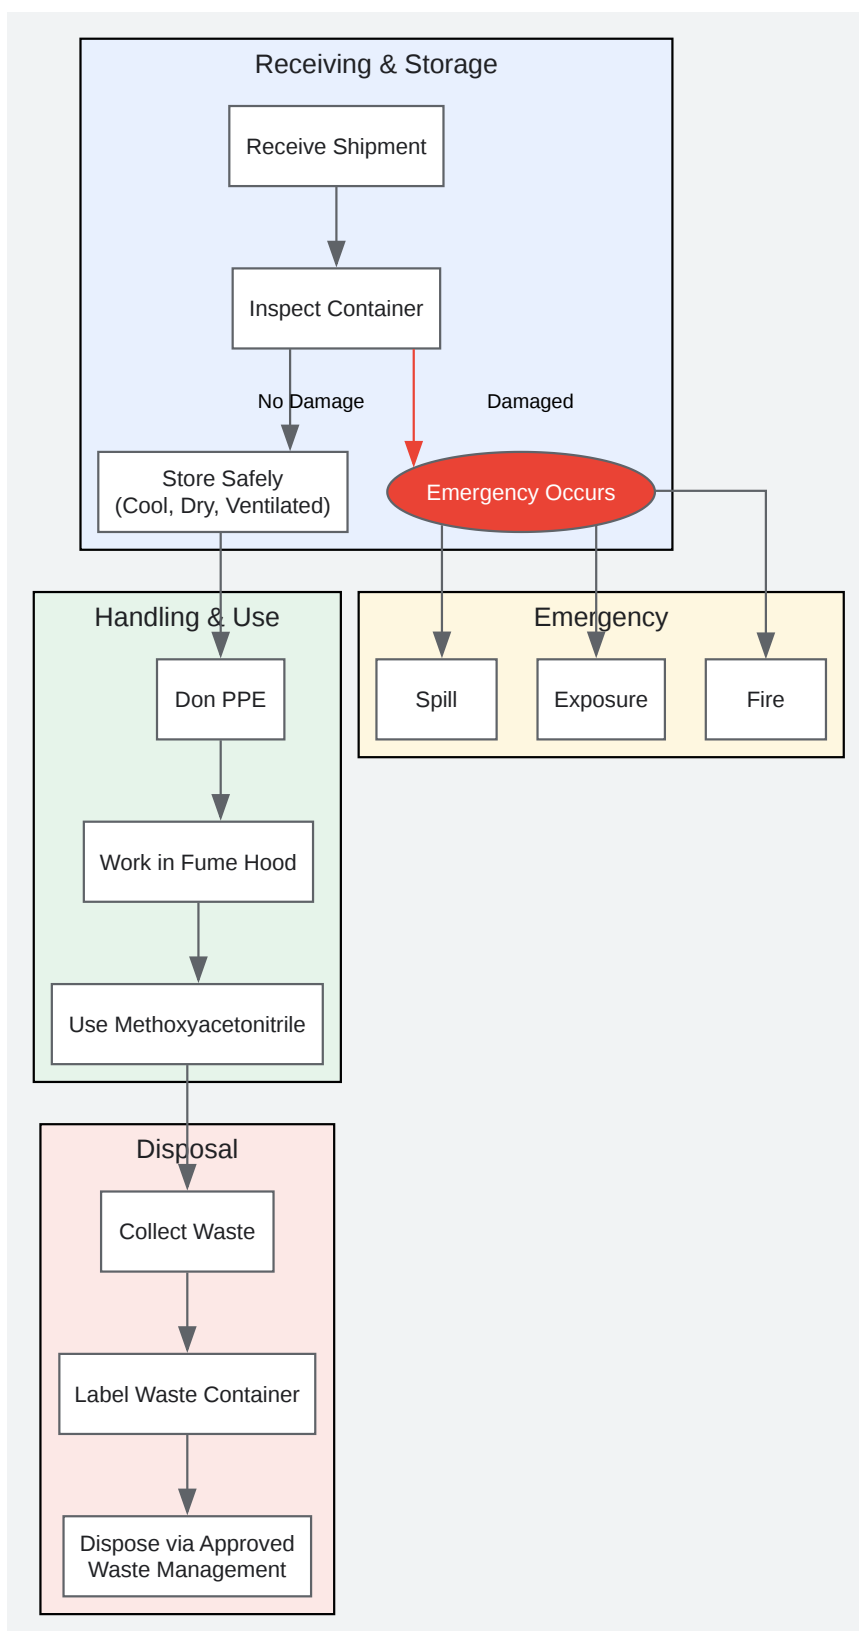 Receiving & Storage
Receive Shipment
Inspect Container
No Damage
Damaged
Store Safely
(Cool, Dry, Ventilated)
Emergency Occurs
Handling & Use
Emergency
Don PPE
Spill
Exposure
Fire
Work in Fume Hood
Use Methoxyacetonitrile
Disposal
Collect Waste
Label Waste Container
Dispose via Approved
Waste Management